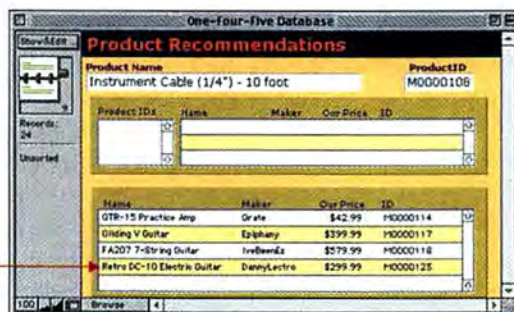 One-four-five Database
Show/Edit
Product Recommendations
Product Name
ProductID
Instrument Cable (1/4") - 10 foot
M0000108
9
Records:
24
Unsorted
Product IDs Name Maker Our Price ID
Name Maker Our Price ID
GTR-15 Practice Amp Grate $42.99 M0000114
Gliding V Guitar Epiphany $399.99 M0000117
FA207 7-String Guitar IveBeenEz $579.99 M0000118
Retro DC-10 Electric Guitar DannyLectro $299.99 M0000125
100 Browse